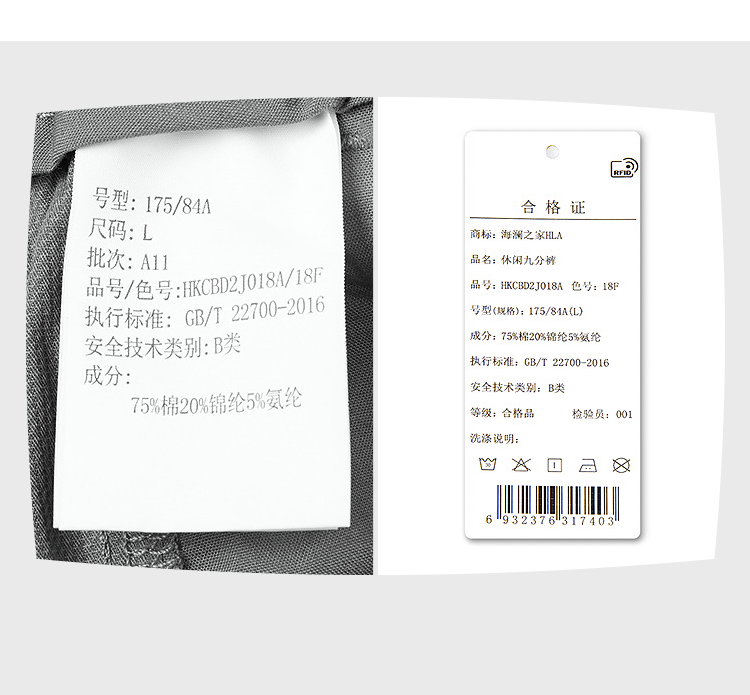 号型: 175/84A
尺码: L
批次: A11
品号/色号:HKCBD2J018A/18F
执行标准: GB/T 22700-2016
安全技术类别:B类
成分:
75%棉20%锦纶5%氨纶
RFID
合格证
商标: 海澜之家HLA
品名: 休闲九分裤
品号: HKCBD2J018A 色号: 18F
号型(规格): 175/84A(L)
成分: 75%棉20%锦纶5%氨纶
执行标准: GB/T 22700-2016
安全技术类别: B类
等级: 合格品 检验员: 001
洗涤说明:
30
6 932376 317403